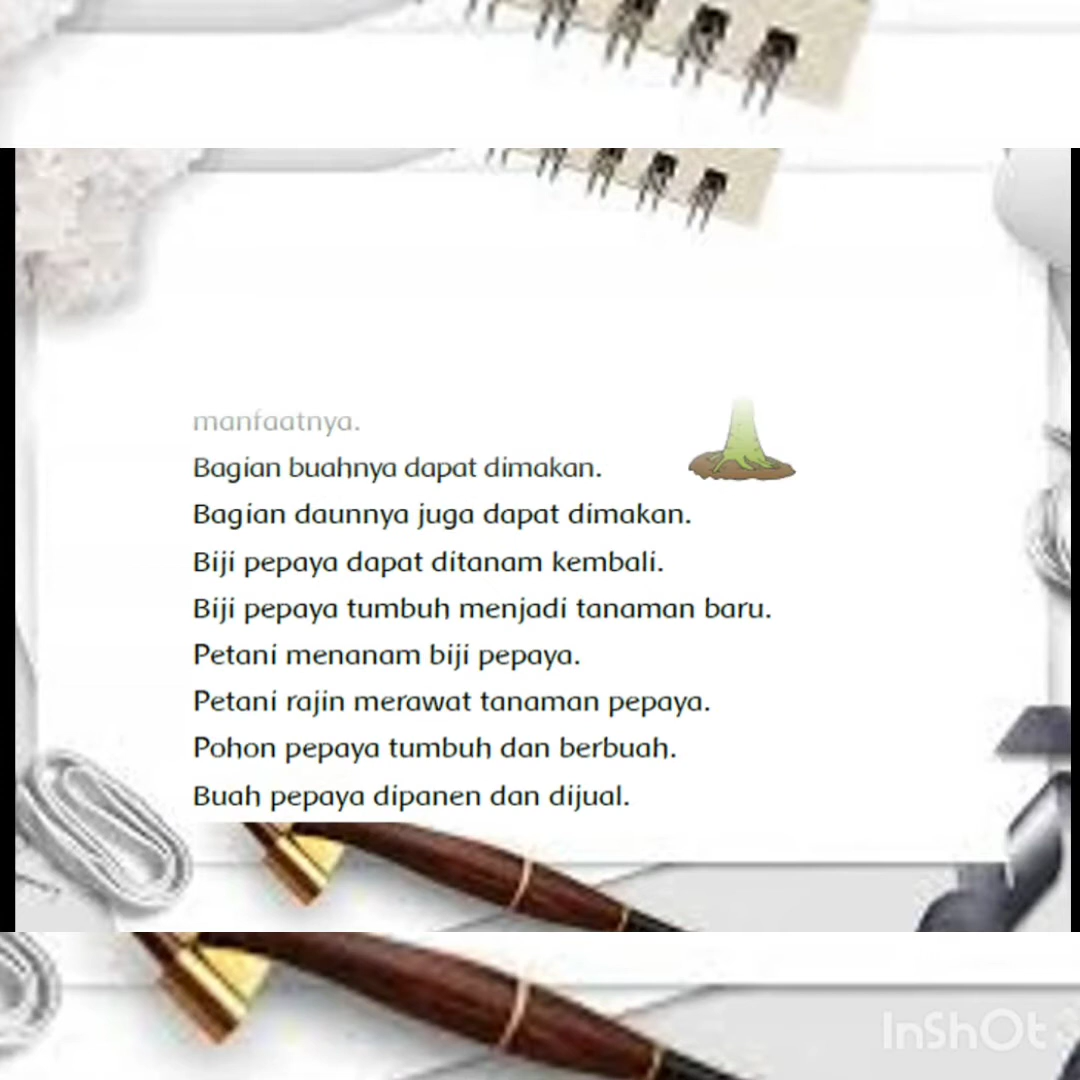 manfaatnya.
Bagian buahnya dapat dimakan.
Bagian daunnya juga dapat dimakan.
Biji pepaya dapat ditanam kembali.
Biji pepaya tumbuh menjadi tanaman baru.
Petani menanam biji pepaya.
Petani rajin merawat tanaman pepaya.
Pohon pepaya tumbuh dan berbuah.
Buah pepaya dipanen dan dijual.
InShOt